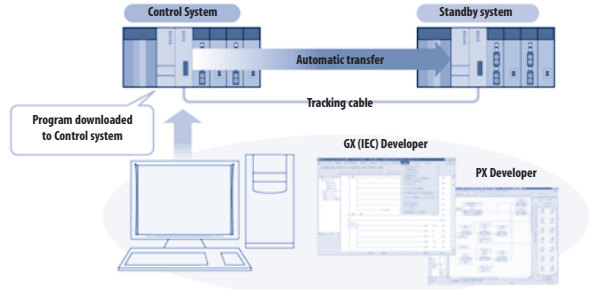 Control System
Standby system
Automatic transfer
Tracking cable
Program downloaded
to Control system
GX (IEC) Developer
PX Developer